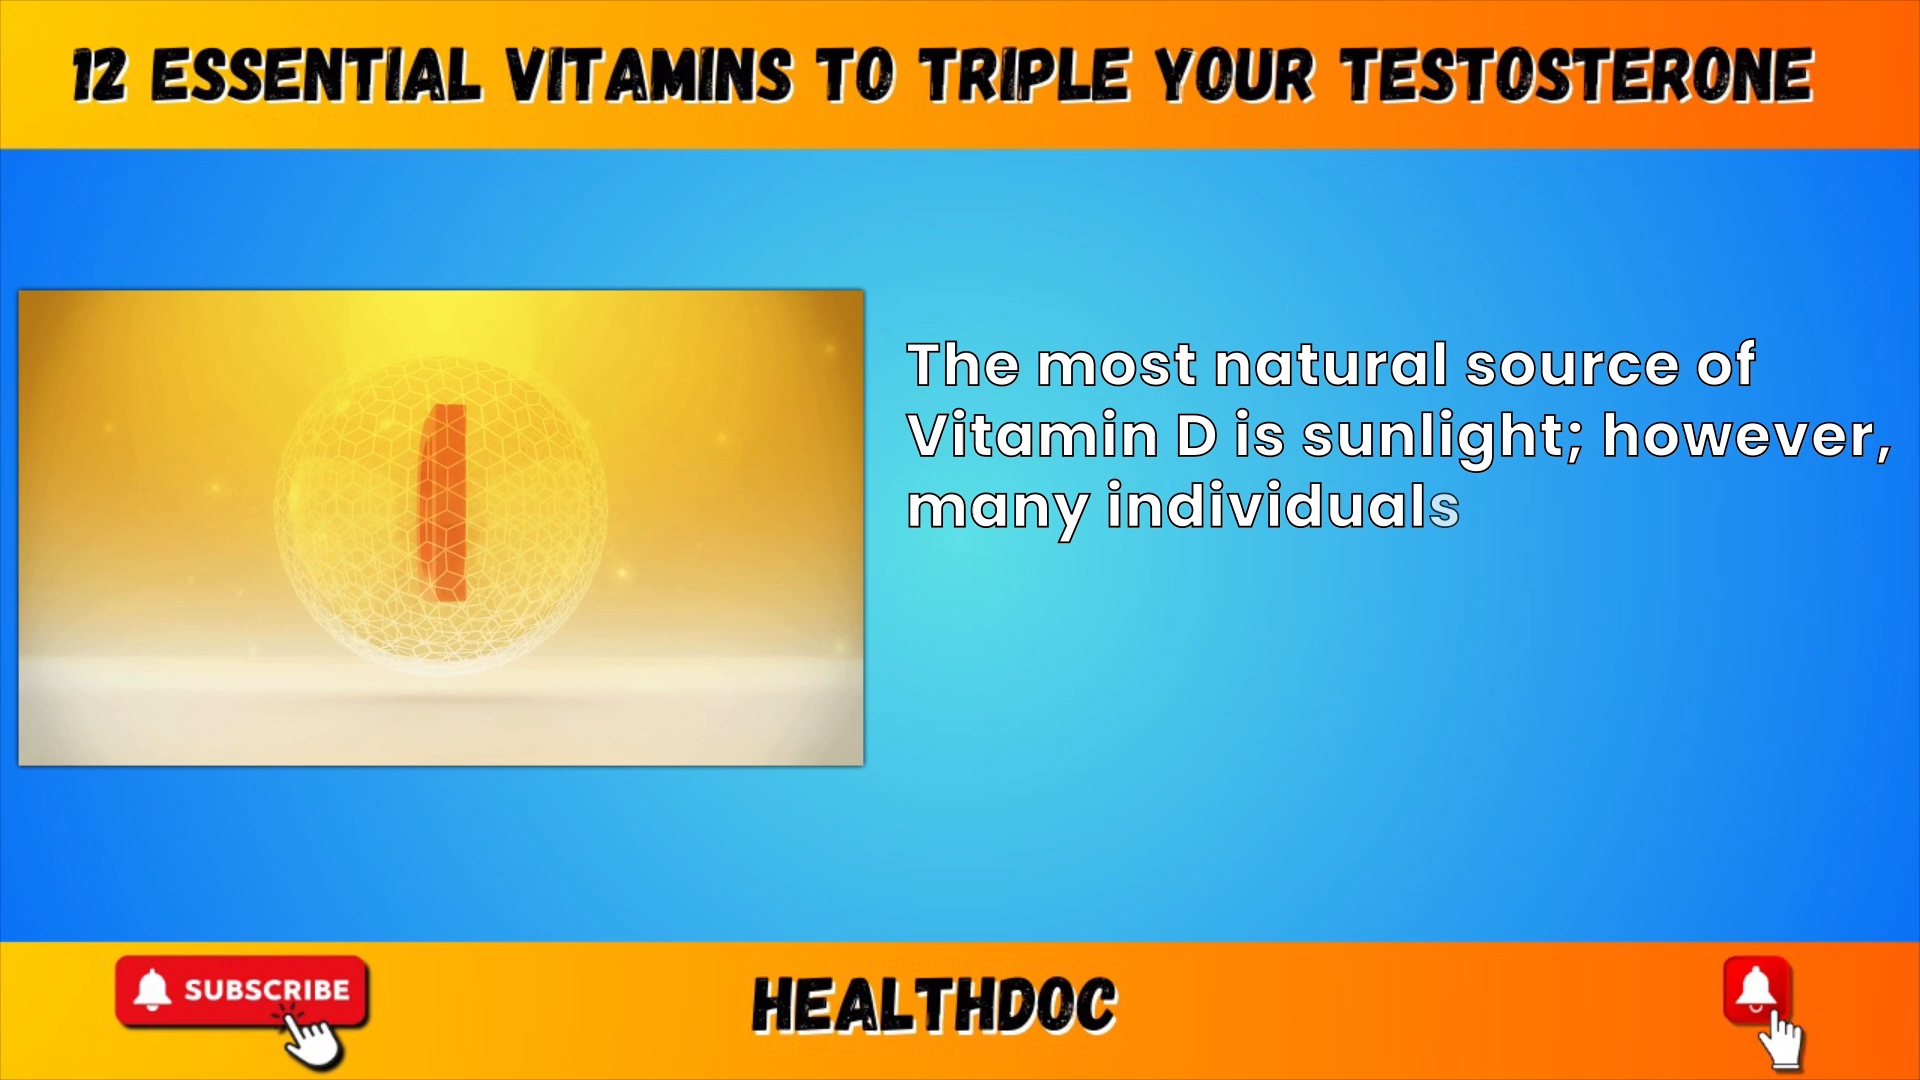 12 ESSENTIAL VITAMINS TO TRIPLE YOUR TESTOSTERONE
The most natural source of
Vitamin D is sunlight; however,
many individuals
SUBSCRIBE
HEALTHDOC